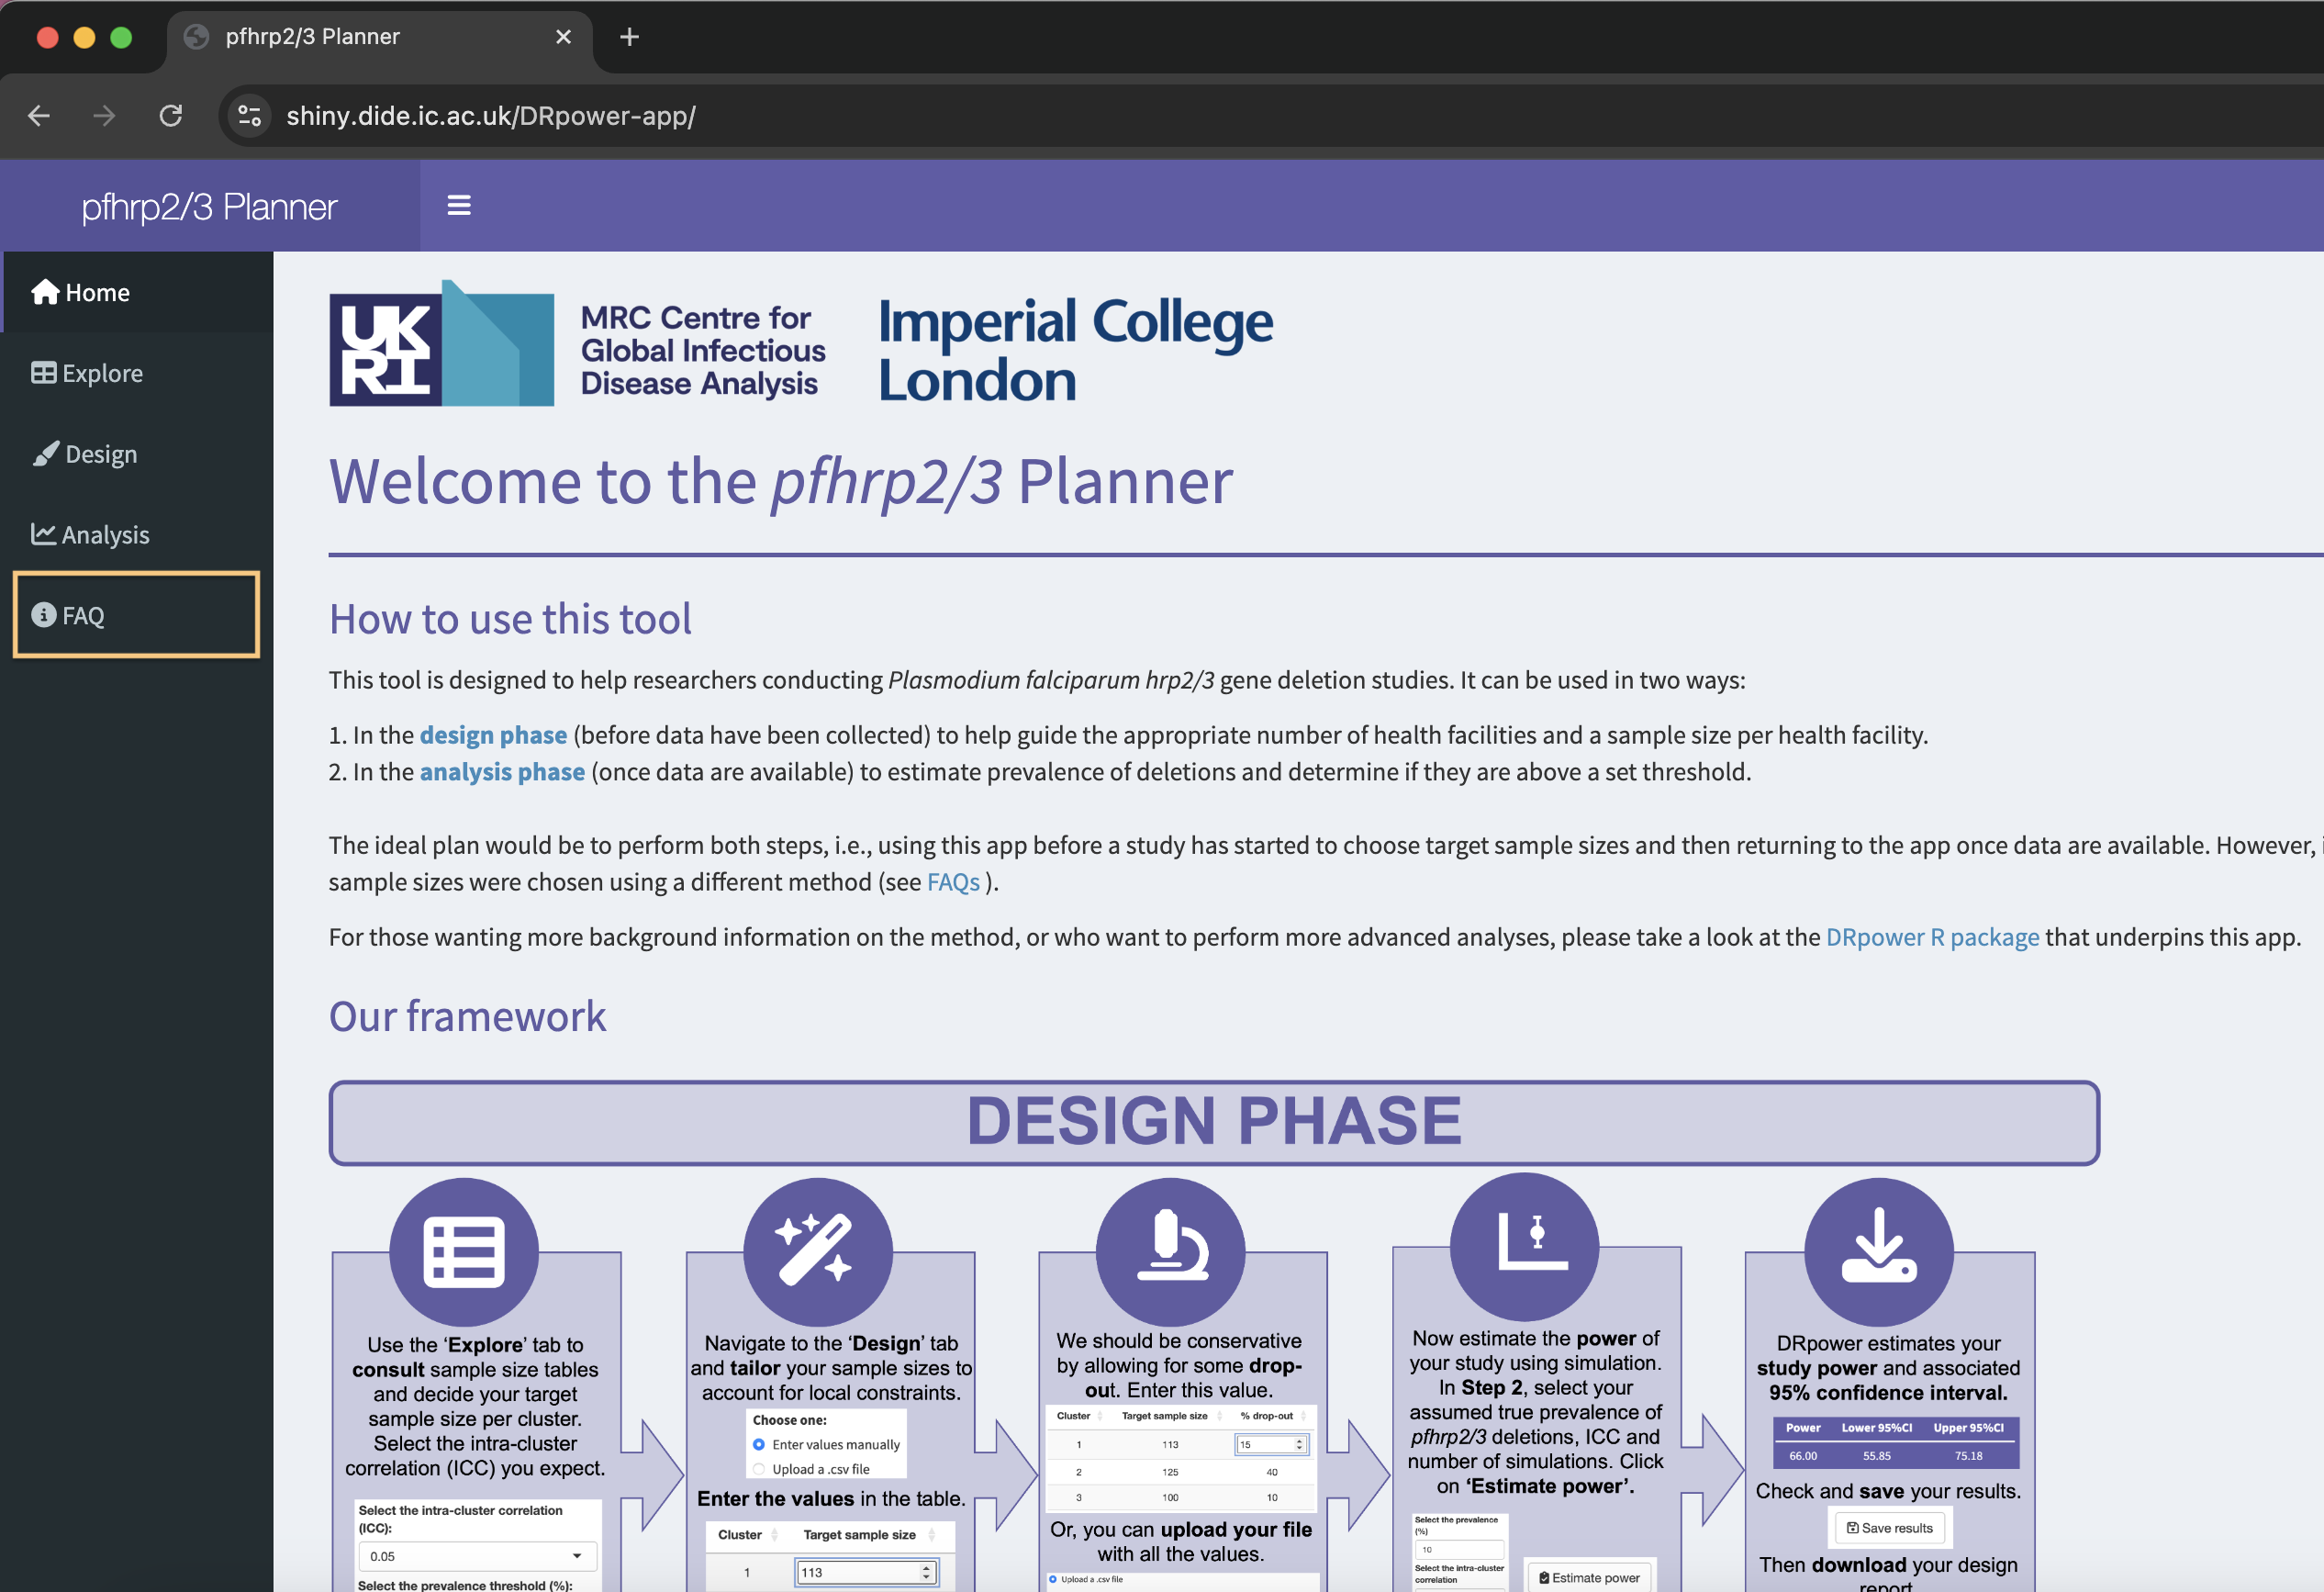 pfhrp2/3 Planner
shiny.dide.ic.ac.uk/DRpower-app/
pfhrp2/3 Planner
Home
Explore
Design
Analysis
FAQ
UK
RI
MRC Centre for
Global Infectious
Disease Analysis
Imperial College
London
Welcome to the pfhrp2/3 Planner
How to use this tool
This tool is designed to help researchers conducting Plasmodium falciparum hrp2/3 gene deletion studies. It can be used in two ways:
1. In the design phase (before data have been collected) to help guide the appropriate number of health facilities and a sample size per health facility.
2. In the analysis phase (once data are available) to estimate prevalence of deletions and determine if they are above a set threshold.
The ideal plan would be to perform both steps, i.e., using this app before a study has started to choose target sample sizes and then returning to the app once data are available. However,
sample sizes were chosen using a different method (see FAQs ).
For those wanting more background information on the method, or who want to perform more advanced analyses, please take a look at the DRpower R package that underpins this app.
Our framework
DESIGN PHASE
Use the ‘Explore’ tab to
consult sample size tables
and decide your target
sample size per cluster.
Select the intra-cluster
correlation (ICC) you expect.
Select the intra-cluster correlation
(ICC):
0.05
Select the prevalence threshold (%):
Navigate to the ‘Design’ tab
and tailor your sample sizes to
account for local constraints.
Choose one:
Enter values manually
Upload a .csv file
Enter the values in the table.
Cluster Target sample size
1 113
We should be conservative
by allowing for some drop-
out. Enter this value.
Cluster Target sample size % drop-out
1 113 15
2 125 40
3 100 10
Or, you can upload your file
with all the values.
Upload a .csv file
Now estimate the power of
your study using simulation.
In Step 2, select your
assumed true prevalence of
pfhrp2/3 deletions, ICC and
number of simulations. Click
on ‘Estimate power’.
Select the prevalence
(%)
10
Select the intra-cluster
correlation
Estimate power
DRpower estimates your
study power and associated
95% confidence interval.
Power Lower 95%CI Upper 95%CI
66.00 55.85 75.18
Check and save your results.
Save results
Then download your design
report